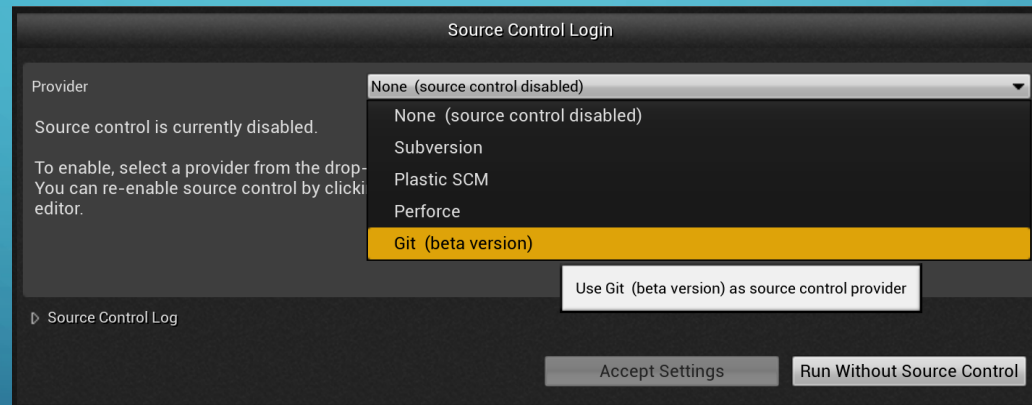 Source Control Login
Provider
None (source control disabled)
None (source control disabled)
Subversion
Plastic SCM
Perforce
Git (beta version)
Use Git (beta version) as source control provider
Source control is currently disabled.
To enable, select a provider from the drop-
You can re-enable source control by clicki
editor.
Source Control Log
Accept Settings
Run Without Source Control